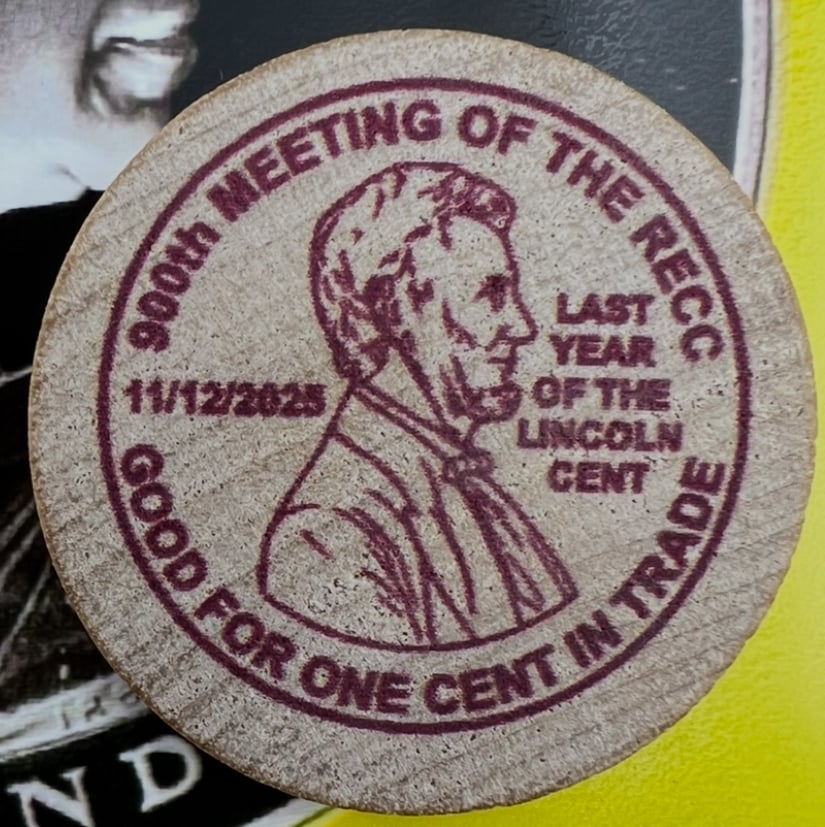 900th MEETING OF THE RECC
LAST
YEAR
OF THE
LINCOLN
CENT
11/12/2025
GOOD FOR ONE CENT IN TRADE
ND